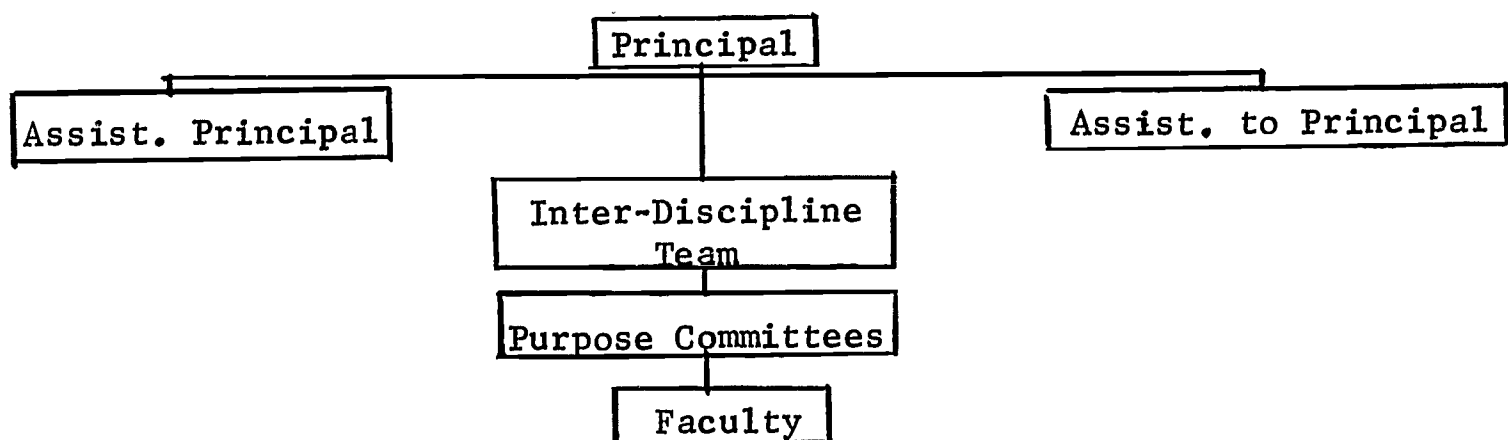 Principal
Assist. Principal
Assist. to Principal
Inter-Discipline
Team
Purpose Committees
Faculty